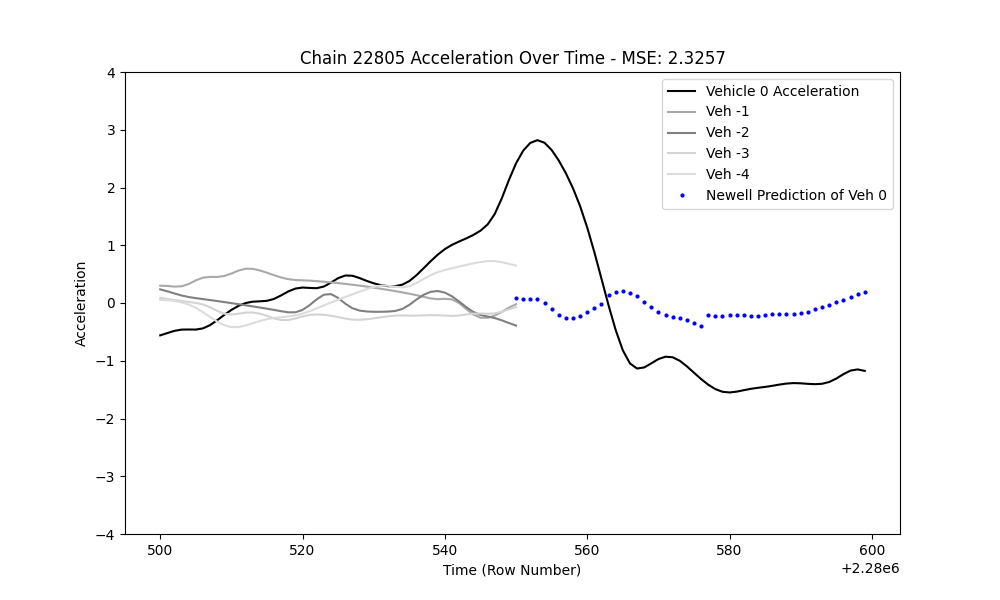 Chain 22805 Acceleration Over Time - MSE: 2.3257
4
3
2
1
0
−1
−2
−3
−4
Acceleration
Vehicle 0 Acceleration
Veh -1
Veh -2
Veh -3
Veh -4
Newell Prediction of Veh 0
500
520
540
560
580
600
+2.28e6
Time (Row Number)